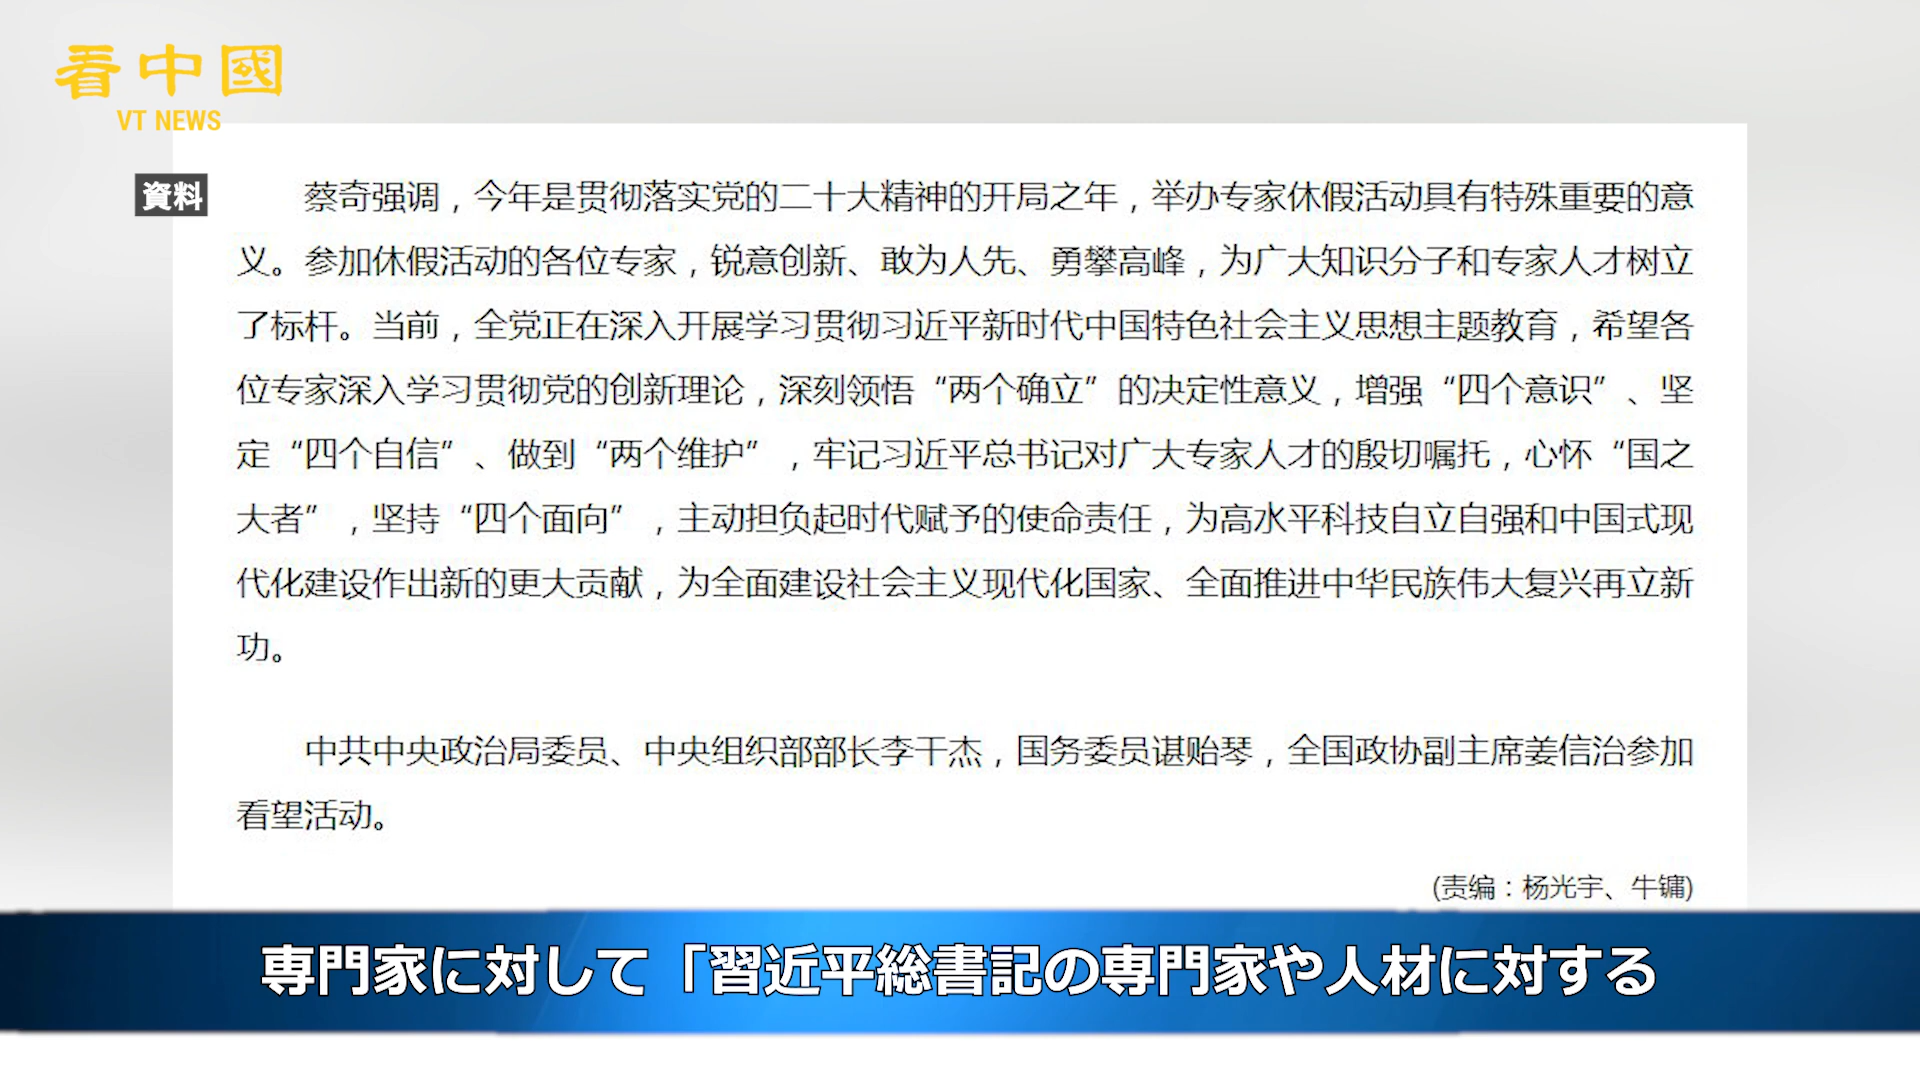 看中國
VT NEWS
資料
蔡奇强调，今年是贯彻落实党的二十大精神的开局之年，举办专家休假活动具有特殊重要的意
义。参加休假活动的各位专家，锐意创新、敢为人先、勇攀高峰，为广大知识分子和专家人才树立
了标杆。当前，全党正在深入开展学习贯彻习近平新时代中国特色社会主义思想主题教育，希望各
位专家深入学习贯彻党的创新理论，深刻领悟“两个确立”的决定性意义，增强“四个意识”、坚
定“四个自信”、做到“两个维护”，牢记习近平总书记对广大专家人才的殷切嘱托，心怀“国之
大者”，坚持“四个面向”，主动担负起时代赋予的使命责任，为高水平科技自立自强和中国式现
代化建设作出新的更大贡献，为全面建设社会主义现代化国家、全面推进中华民族伟大复兴再立新
功。
中共中央政治局委员、中央组织部部长李干杰，国务委员谌贻琴，全国政协副主席姜信治参加
看望活动。
(责编：杨光宇、牛镛)
専門家に対して「習近平総書記の専門家や人材に対する